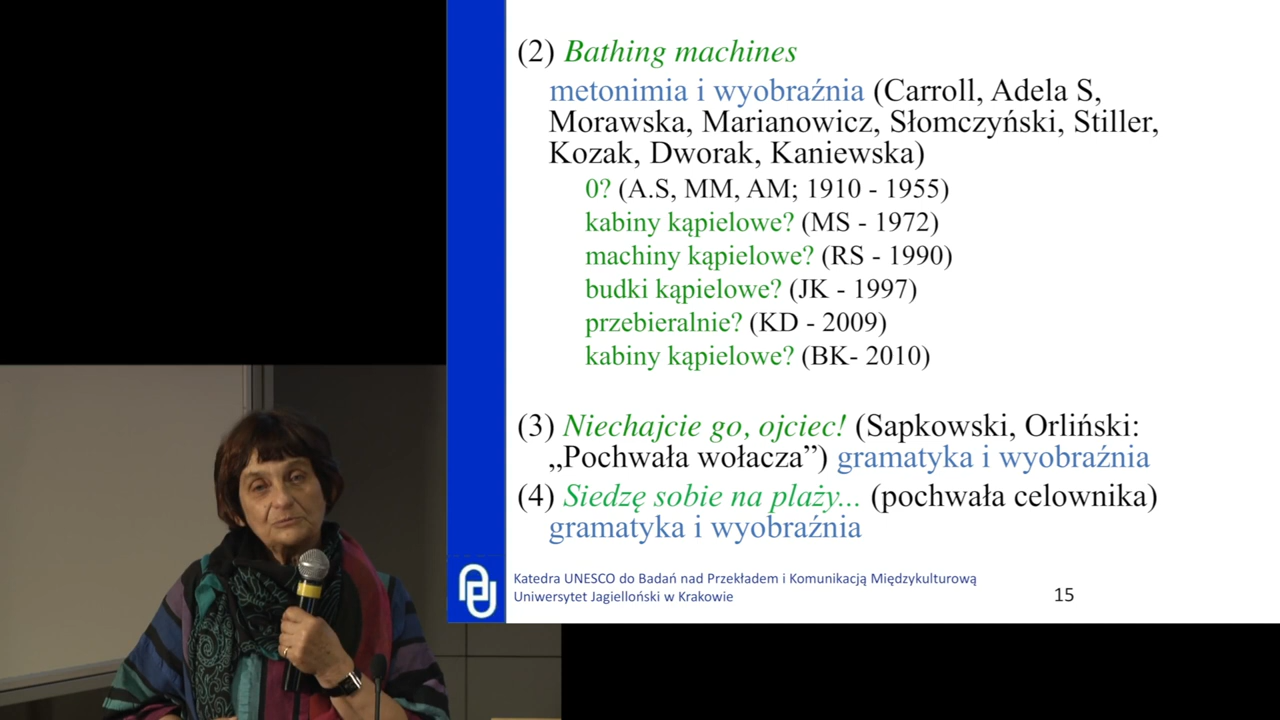 (2) Bathing machines
metonimia i wyobraźnia (Carroll, Adela S,
Morawska, Marianowicz, Słomczyński, Stiller,
Kozak, Dworak, Kaniewska)
0? (A.S, MM, AM; 1910 - 1955)
kabiny kąpielowe? (MS - 1972)
machiny kąpielowe? (RS - 1990)
budki kąpielowe? (JK - 1997)
przebieralnie? (KD - 2009)
kabiny kąpielowe? (BK- 2010)
(3) Niechajcie go, ojciec! (Sapkowski, Orliński:
„Pochwała wołacza”) gramatyka i wyobraźnia
(4) Siedzę sobie na plaży... (pochwała celownika)
gramatyka i wyobraźnia
Katedra UNESCO do Badań nad Przekładem i Komunikacją Międzykulturową
Uniwersytet Jagielloński w Krakowie
15